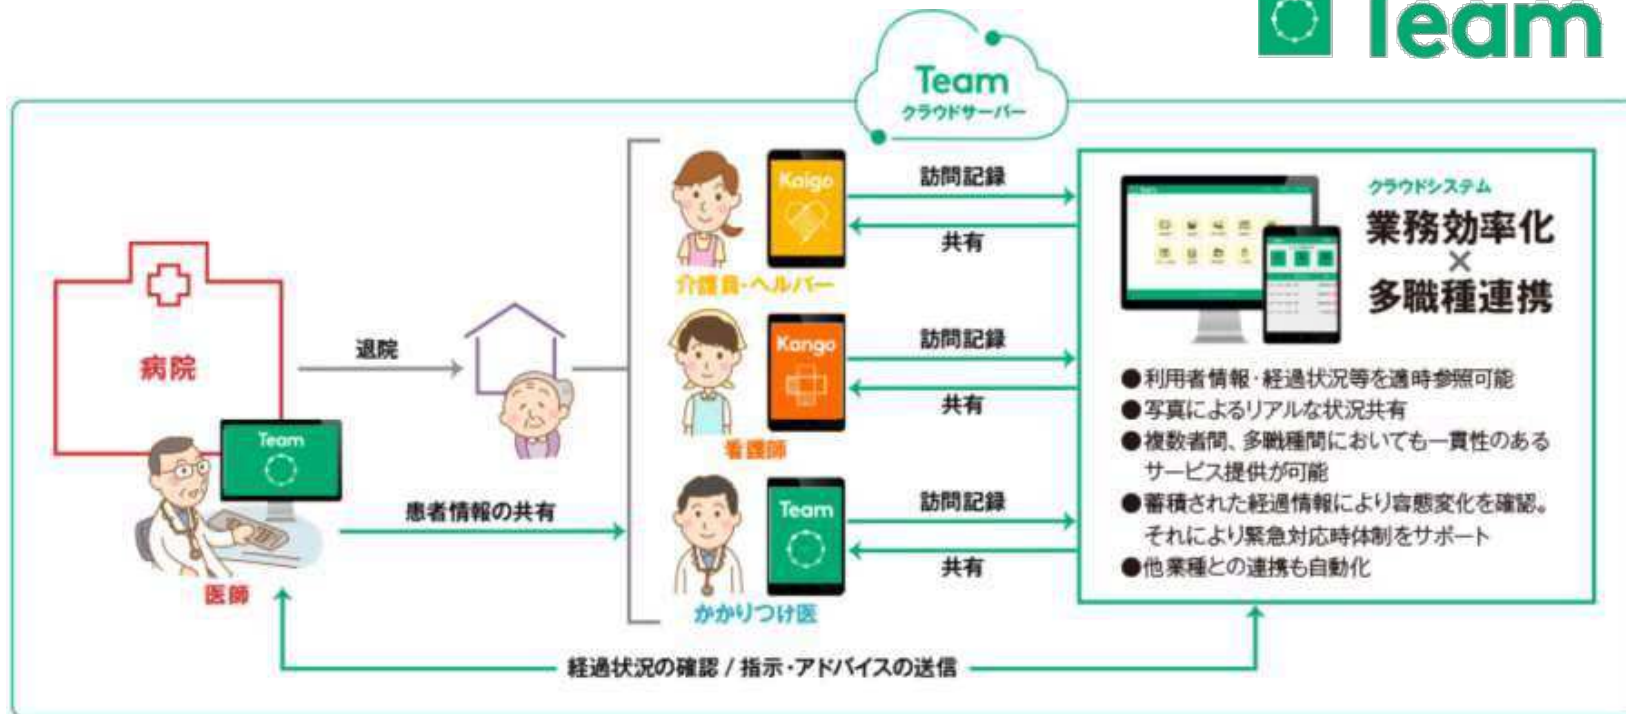 Team
Team
クラウドサーバー
病院
Team
医師
退院
患者情報の共有
Kaigo
介護員・ヘルパー
訪問記録
共有
Kango
看護師
訪問記録
共有
Team
かかりつけ医
訪問記録
共有
クラウドシステム
業務効率化
×
多職種連携
●利用者情報・経過状況等を適時参照可能
●写真によるリアルな状況共有
●複数者間、多職種間においても一貫性のある
サービス提供が可能
●蓄積された経過情報により容態変化を確認。
それにより緊急対応時体制をサポート
●他業種との連携も自動化
経過状況の確認 / 指示・アドバイスの送信